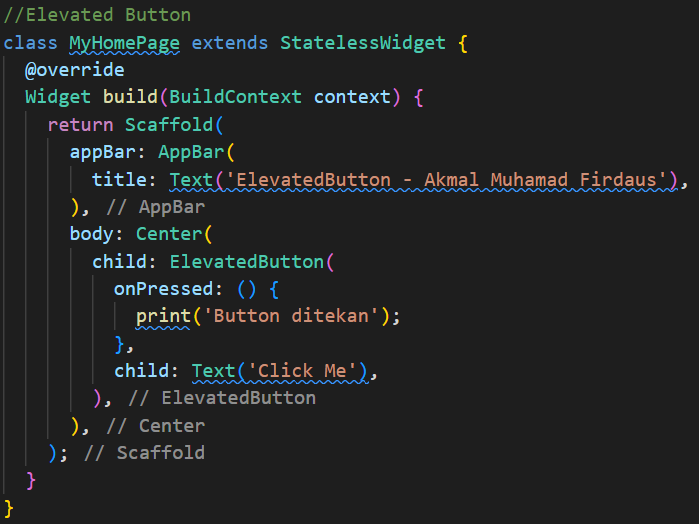 //Elevated Button
class MyHomePage extends StatelessWidget {
  @override
  Widget build(BuildContext context) {
    return Scaffold(
      appBar: AppBar(
        title: Text('ElevatedButton - Akmal Muhamad Firdaus'),
      ), // AppBar
      body: Center(
        child: ElevatedButton(
          onPressed: () {
            print('Button ditekan');
          },
          child: Text('Click Me'),
        ), // ElevatedButton
      ), // Center
    ); // Scaffold
  }
}